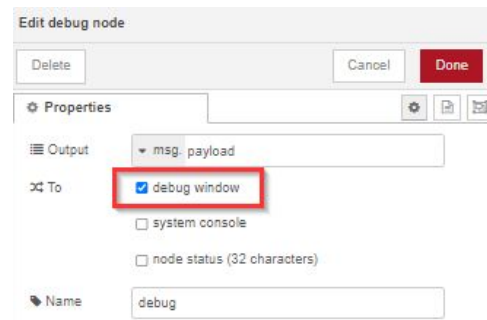 Edit debug node
Delete Cancel Done
Properties
Output msg. payload
To debug window
system console
node status (32 characters)
Name debug